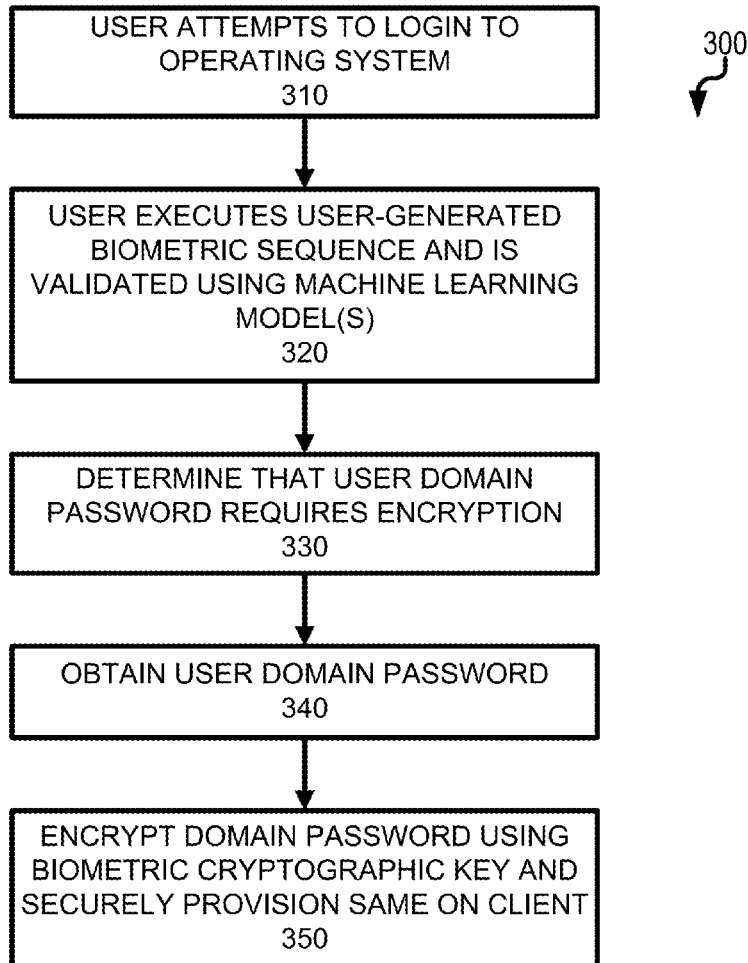 USER ATTEMPTS TO LOGIN TO
OPERATING SYSTEM
310
300
USER EXECUTES USER-GENERATED
BIOMETRIC SEQUENCE AND IS
VALIDATED USING MACHINE LEARNING
MODEL(S)
320
DETERMINE THAT USER DOMAIN
PASSWORD REQUIRES ENCRYPTION
330
OBTAIN USER DOMAIN PASSWORD
340
ENCRYPT DOMAIN PASSWORD USING
BIOMETRIC CRYPTOGRAPHIC KEY AND
SECURELY PROVISION SAME ON CLIENT
350